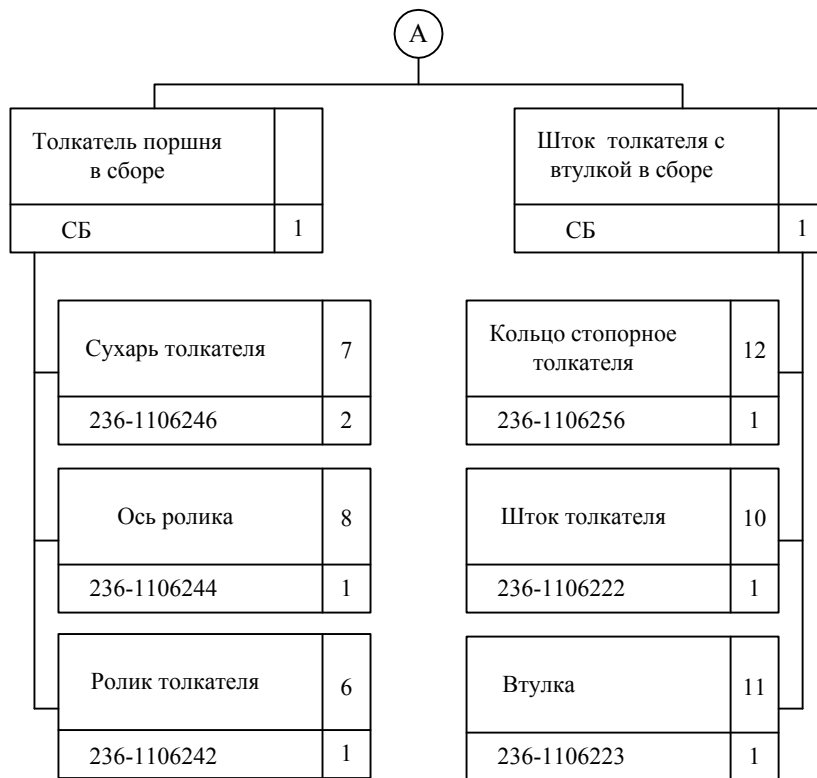 А
Толкатель поршня
в сборе
СБ
1
Шток толкателя с
втулкой в сборе
СБ
1
Сухарь толкателя
7
236-1106246
2
Кольцо стопорное
толкателя
12
236-1106256
1
Ось ролика
8
236-1106244
1
Шток толкателя
10
236-1106222
1
Ролик толкателя
6
236-1106242
1
Втулка
11
236-1106223
1